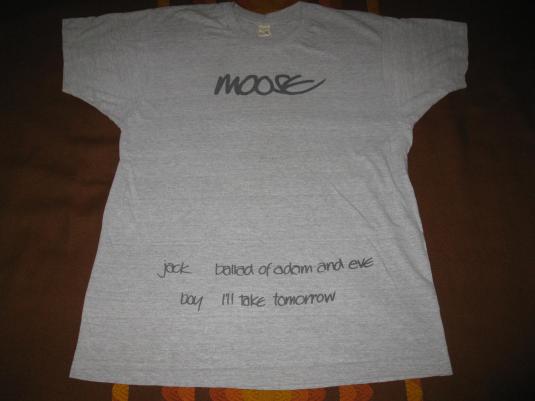 moose
jack ballad of adam and eve
boy I'll take tomorrow